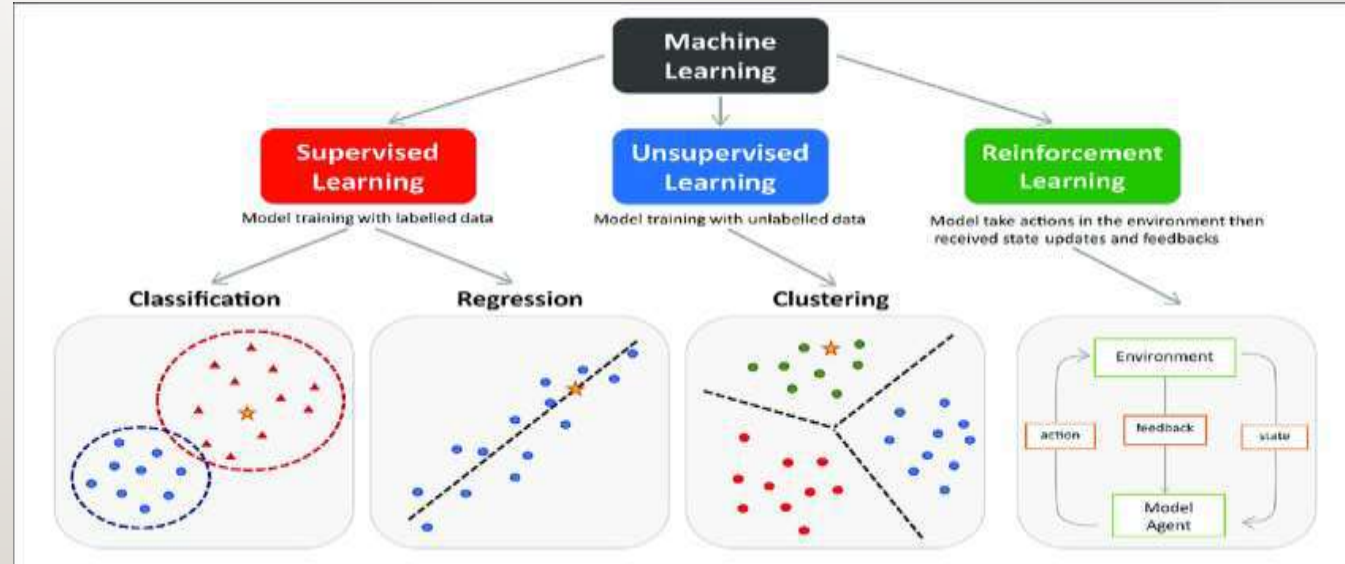 Machine
Learning
Supervised
Learning
Unsupervised
Learning
Reinforcement
Learning
Model training with labelled data
Model training with unlabelled data
Model take actions in the environment then
received state updates and feedbacks
Classification
Regression
Clustering
Environment
action
feedback
state
Model
Agent